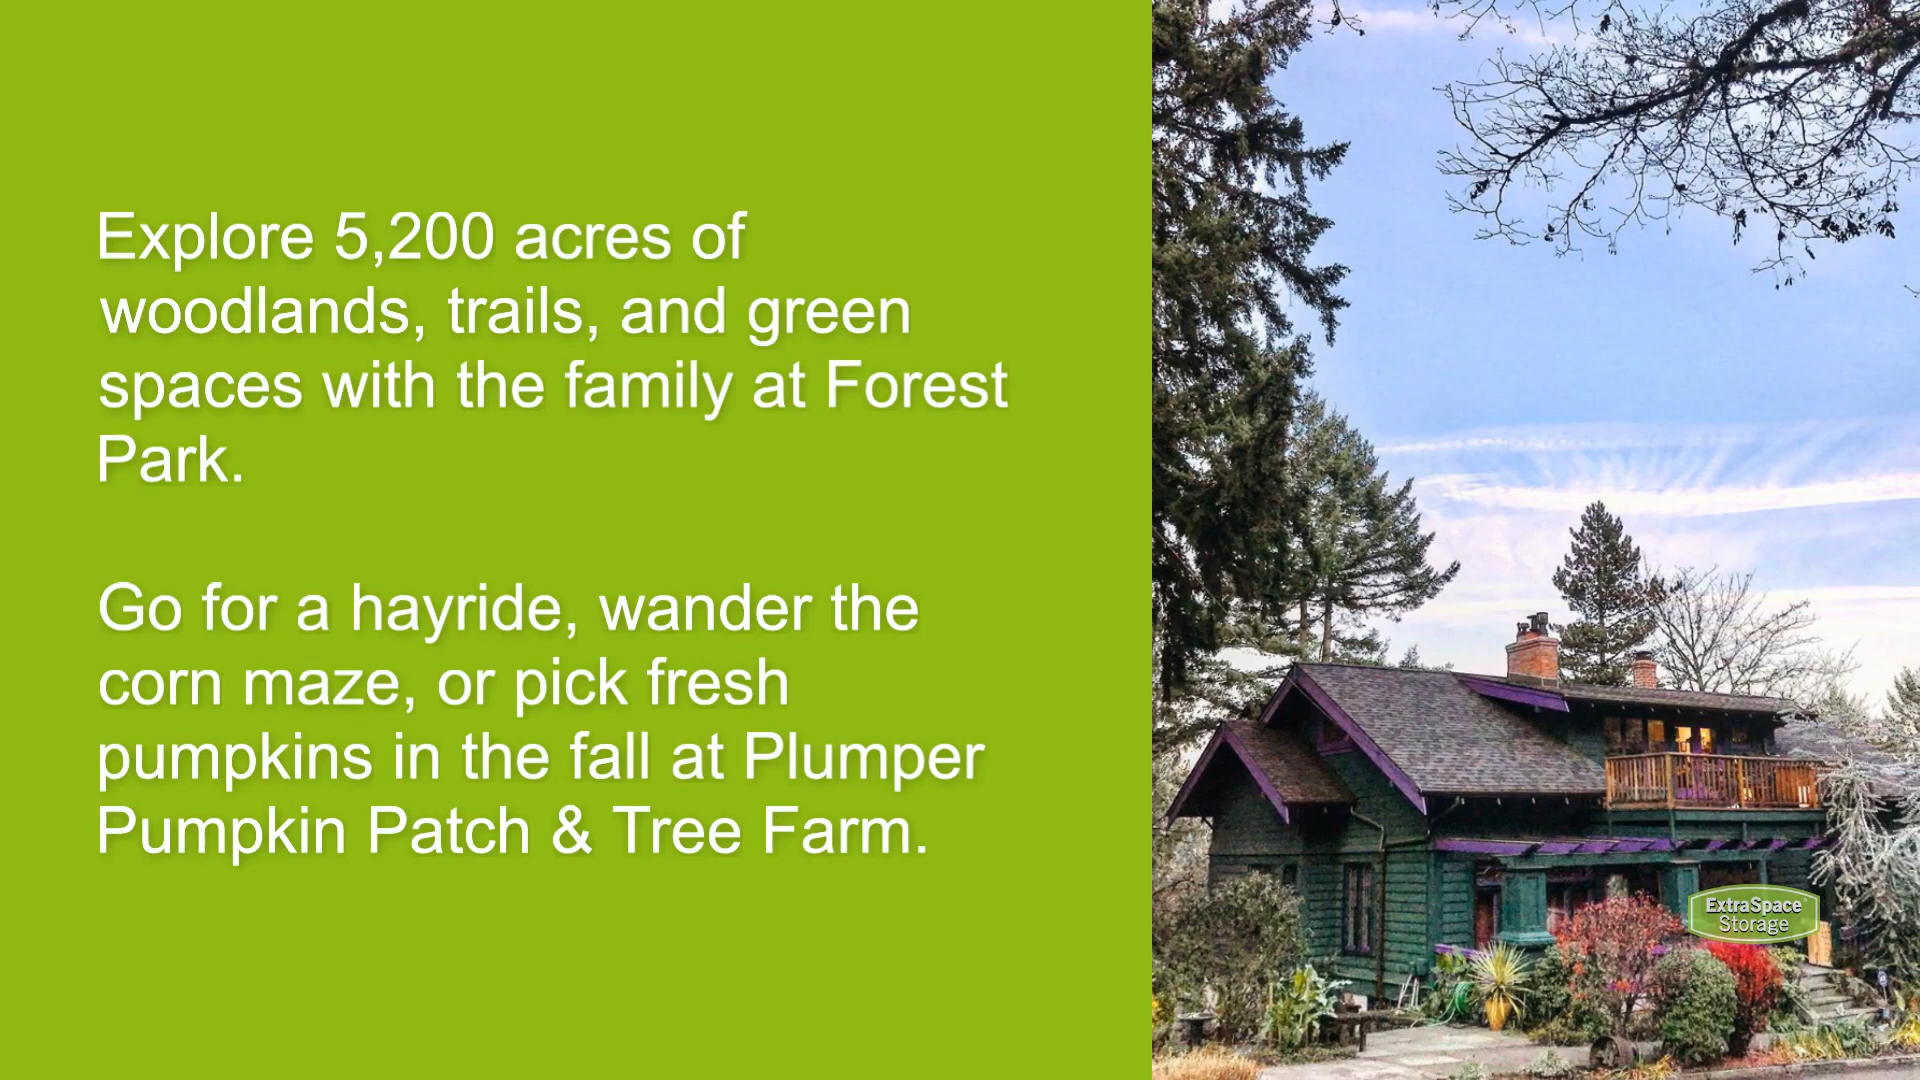 Explore 5,200 acres of
woodlands, trails, and green
spaces with the family at Forest
Park.
Go for a hayride, wander the
corn maze, or pick fresh
pumpkins in the fall at Plumper
Pumpkin Patch & Tree Farm.
ExtraSpace
Storage